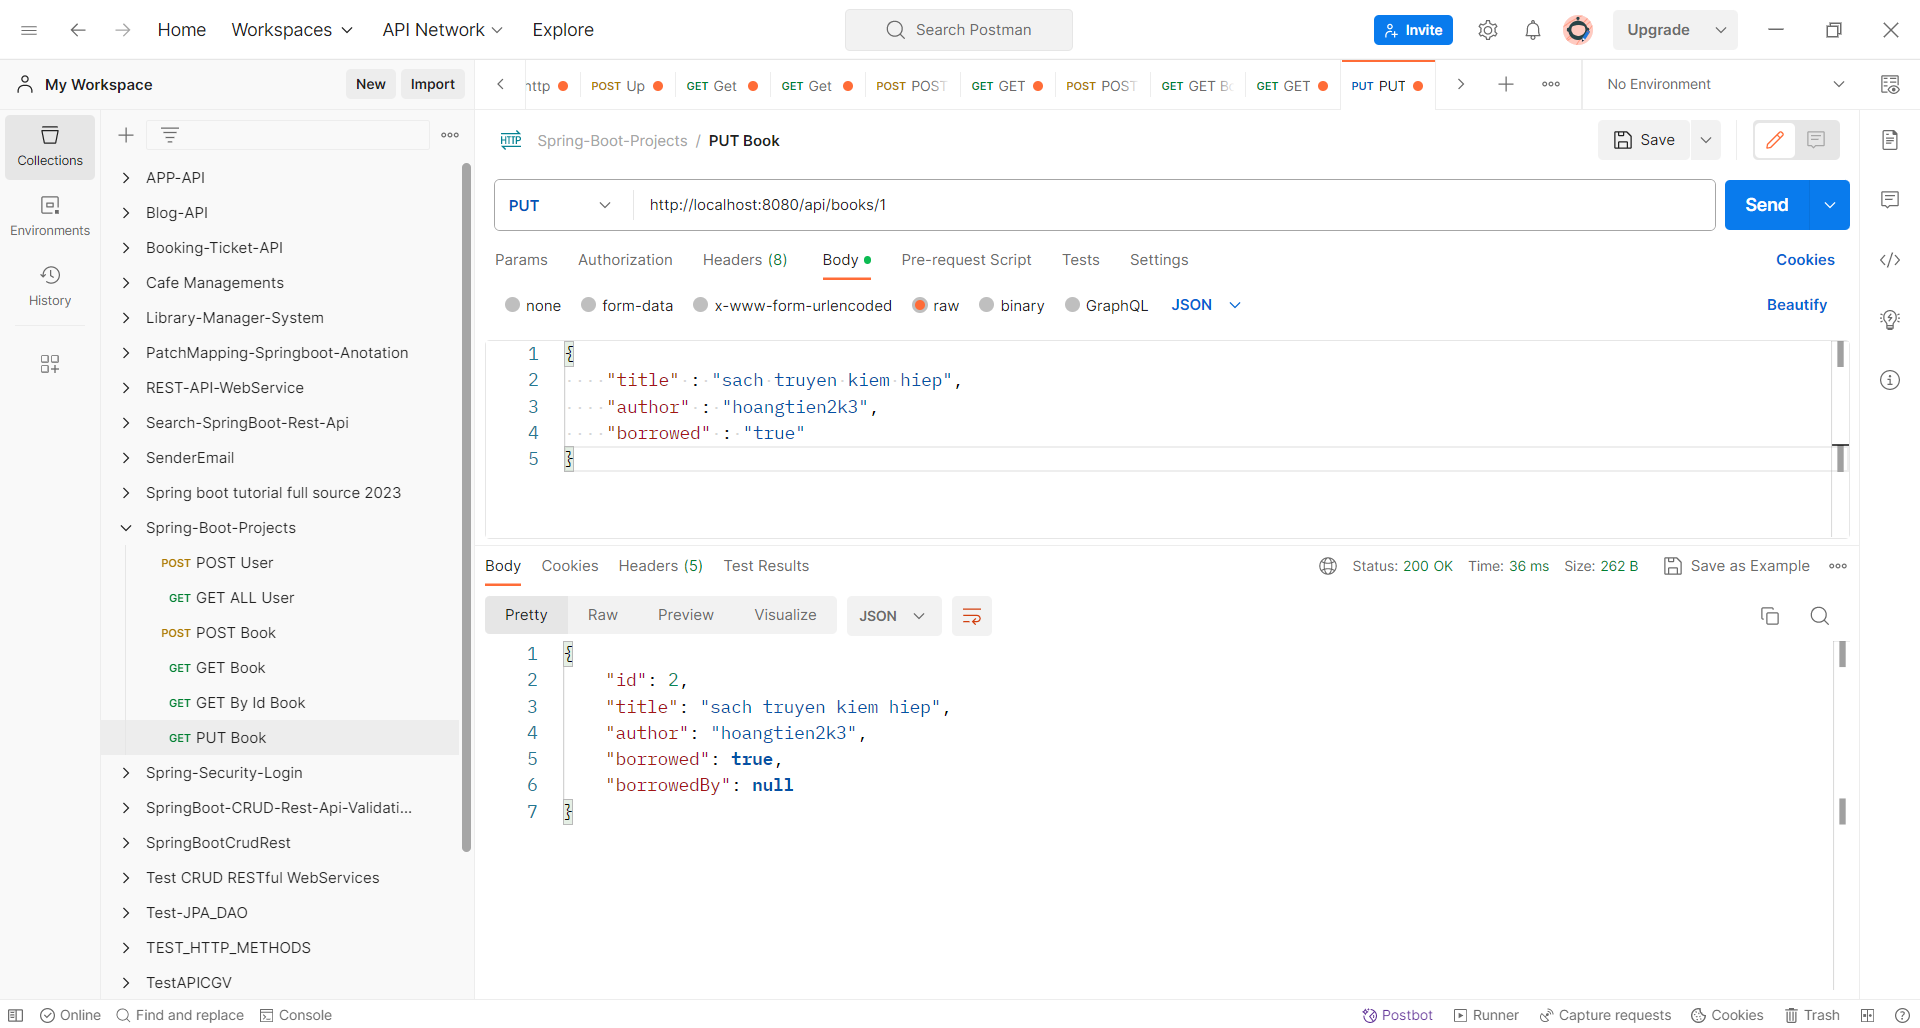 Home Workspaces API Network Explore Search Postman Invite Upgrade
My Workspace New Import
http POST Up GET Get GET Get POST POST GET GET POST POST GET GET Bo GET GET PUT PUT No Environment
Collections
Environments
History
APP-API
Blog-API
Booking-Ticket-API
Cafe Managements
Library-Manager-System
PatchMapping-Springboot-Anotation
REST-API-WebService
Search-SpringBoot-Rest-Api
SenderEmail
Spring boot tutorial full source 2023
Spring-Boot-Projects
POST POST User
GET GET ALL User
POST POST Book
GET GET Book
GET GET By Id Book
GET PUT Book
Spring-Security-Login
SpringBoot-CRUD-Rest-Api-Validati...
SpringBootCrudRest
Test CRUD RESTful WebServices
Test-JPA_DAO
TEST_HTTP_METHODS
TestAPICGV
HTTP Spring-Boot-Projects / PUT Book Save
PUT http://localhost:8080/api/books/1 Send
Params Authorization Headers (8) Body Pre-request Script Tests Settings Cookies
none form-data x-www-form-urlencoded raw binary GraphQL JSON Beautify
1 {
2 "title" : "sach truyen kiem hiep",
3 "author" : "hoangtien2k3",
4 "borrowed" : "true"
5 }
Body Cookies Headers (5) Test Results Status: 200 OK Time: 36 ms Size: 262 B Save as Example
Pretty Raw Preview Visualize JSON
1 {
2 "id": 2,
3 "title": "sach truyen kiem hiep",
4 "author": "hoangtien2k3",
5 "borrowed": true,
6 "borrowedBy": null
7 }
Online Find and replace Console Postbot Runner Capture requests Cookies Trash